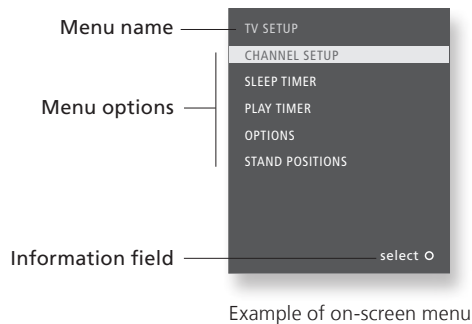 Menu name
TV SETUP
CHANNEL SETUP
SLEEP TIMER
Menu options
PLAY TIMER
OPTIONS
STAND POSITIONS
Information field
select O
Example of on-screen menu